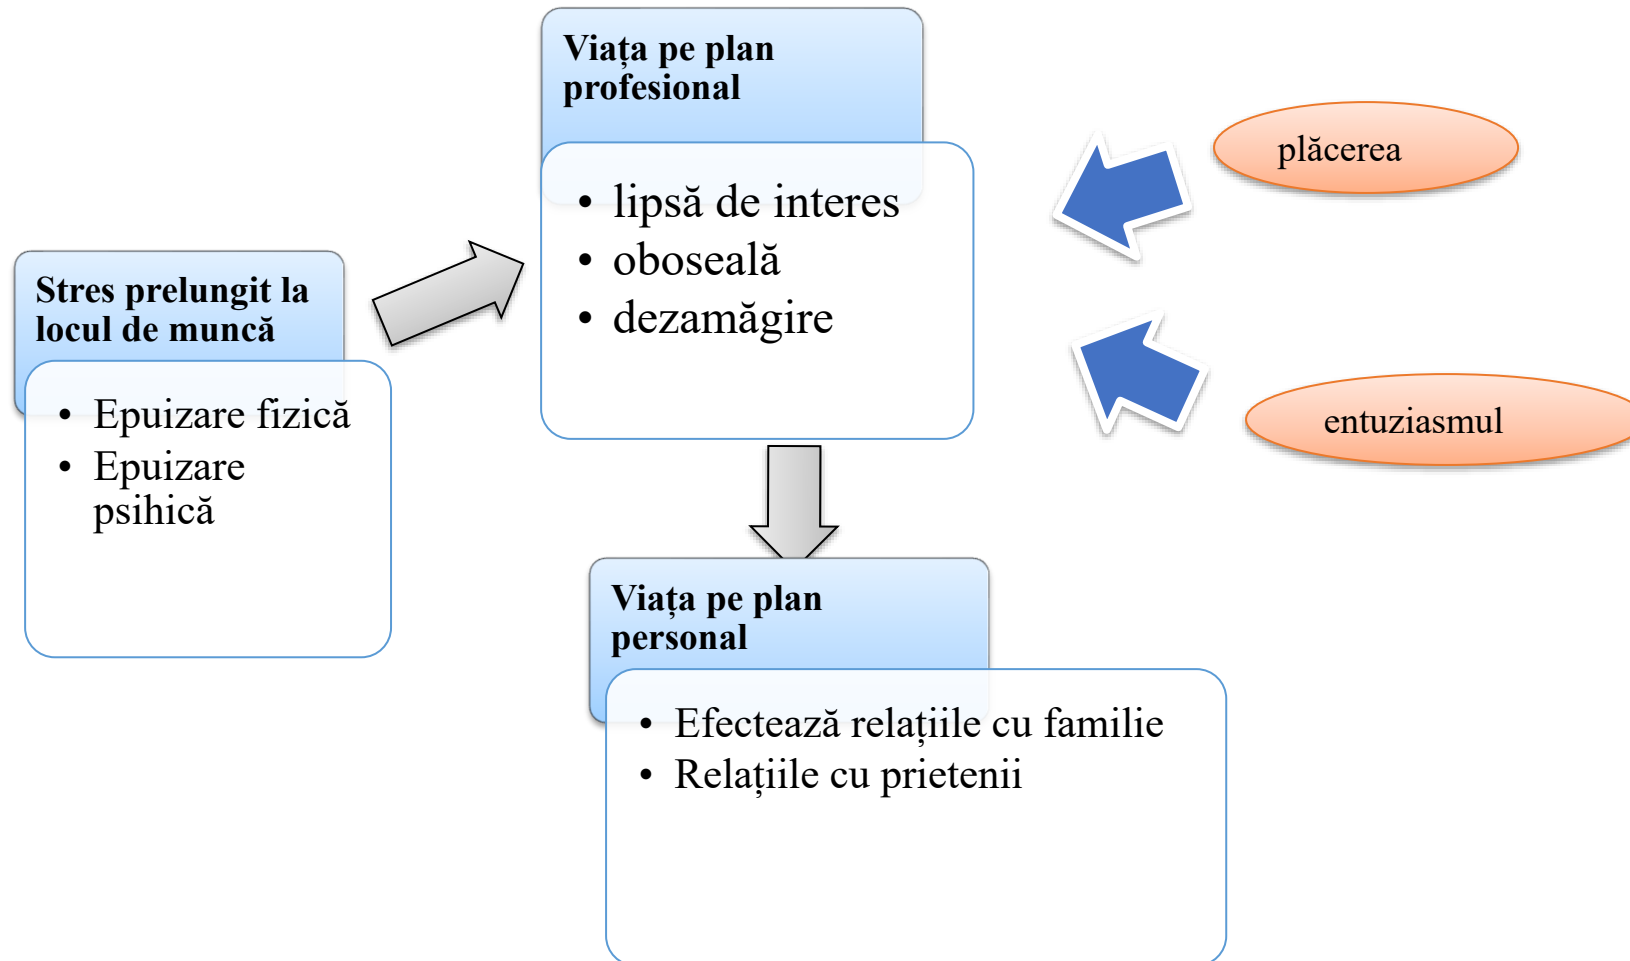 Viața pe plan
profesional
• lipsă de interes
• oboseală
• dezamăgire
plăcerea
entuziasmul
Stres prelungit la
locul de muncă
• Epuizare fizică
• Epuizare
psihică
Viața pe plan
personal
• Efectează relațiile cu familie
• Relațiile cu prietenii